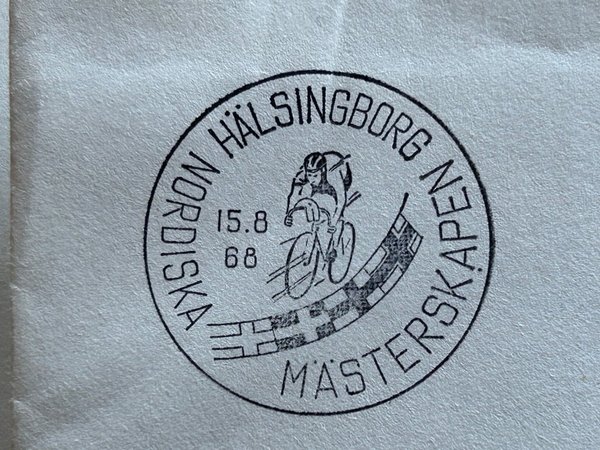 HÄLSINGBORG
NORDISKA MÄSTERSKAPEN
15.8
68